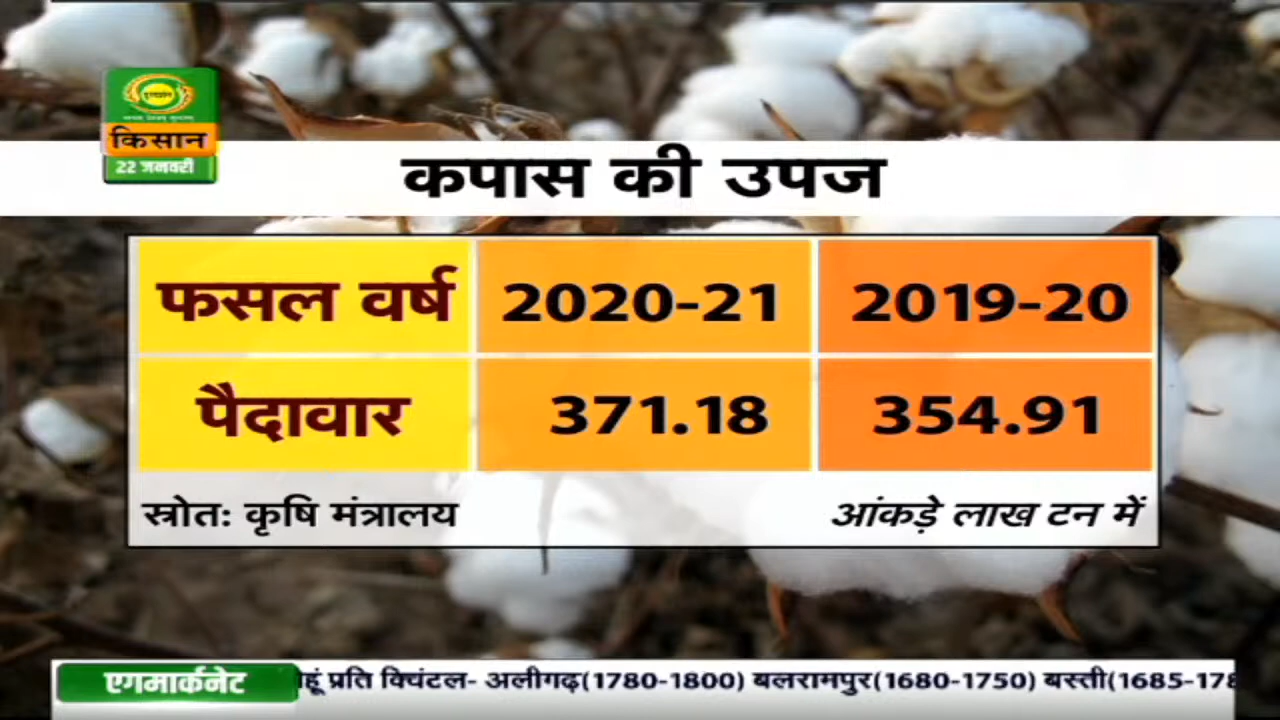 किसान
22 जनवरी
कपास की उपज
फसल वर्ष 2020-21 2019-20
पैदावार 371.18 354.91
स्रोत: कृषि मंत्रालय आंकड़े लाख टन में
एगमार्कनेट प्रति क्विंटल- अलीगढ़(1780-1800) बलरामपुर(1680-1750) बस्ती(1685-